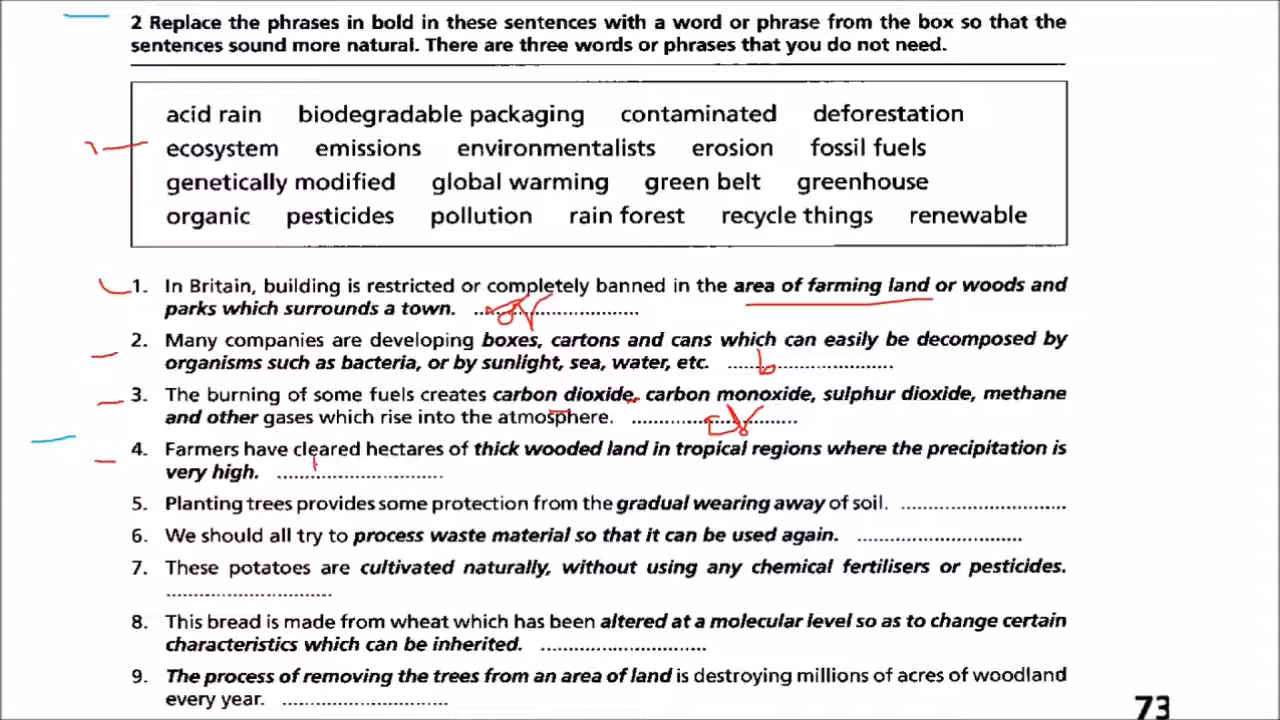 2 Replace the phrases in bold in these sentences with a word or phrase from the box so that the
sentences sound more natural. There are three words or phrases that you do not need.
acid rain biodegradable packaging contaminated deforestation
ecosystem emissions environmentalists erosion fossil fuels
genetically modified global warming green belt greenhouse
organic pesticides pollution rain forest recycle things renewable
1. In Britain, building is restricted or completely banned in the area of farming land or woods and
parks which surrounds a town. ..............................
2. Many companies are developing boxes, cartons and cans which can easily be decomposed by
organisms such as bacteria, or by sunlight, sea, water, etc. ..............................
3. The burning of some fuels creates carbon dioxide, carbon monoxide, sulphur dioxide, methane
and other gases which rise into the atmosphere. ..............................
4. Farmers have cleared hectares of thick wooded land in tropical regions where the precipitation is
very high. ..............................
5. Planting trees provides some protection from the gradual wearing away of soil. ..............................
6. We should all try to process waste material so that it can be used again. ..............................
7. These potatoes are cultivated naturally, without using any chemical fertilisers or pesticides.
..............................
8. This bread is made from wheat which has been altered at a molecular level so as to change certain
characteristics which can be inherited. ..............................
9. The process of removing the trees from an area of land is destroying millions of acres of woodland
every year. ..............................
73